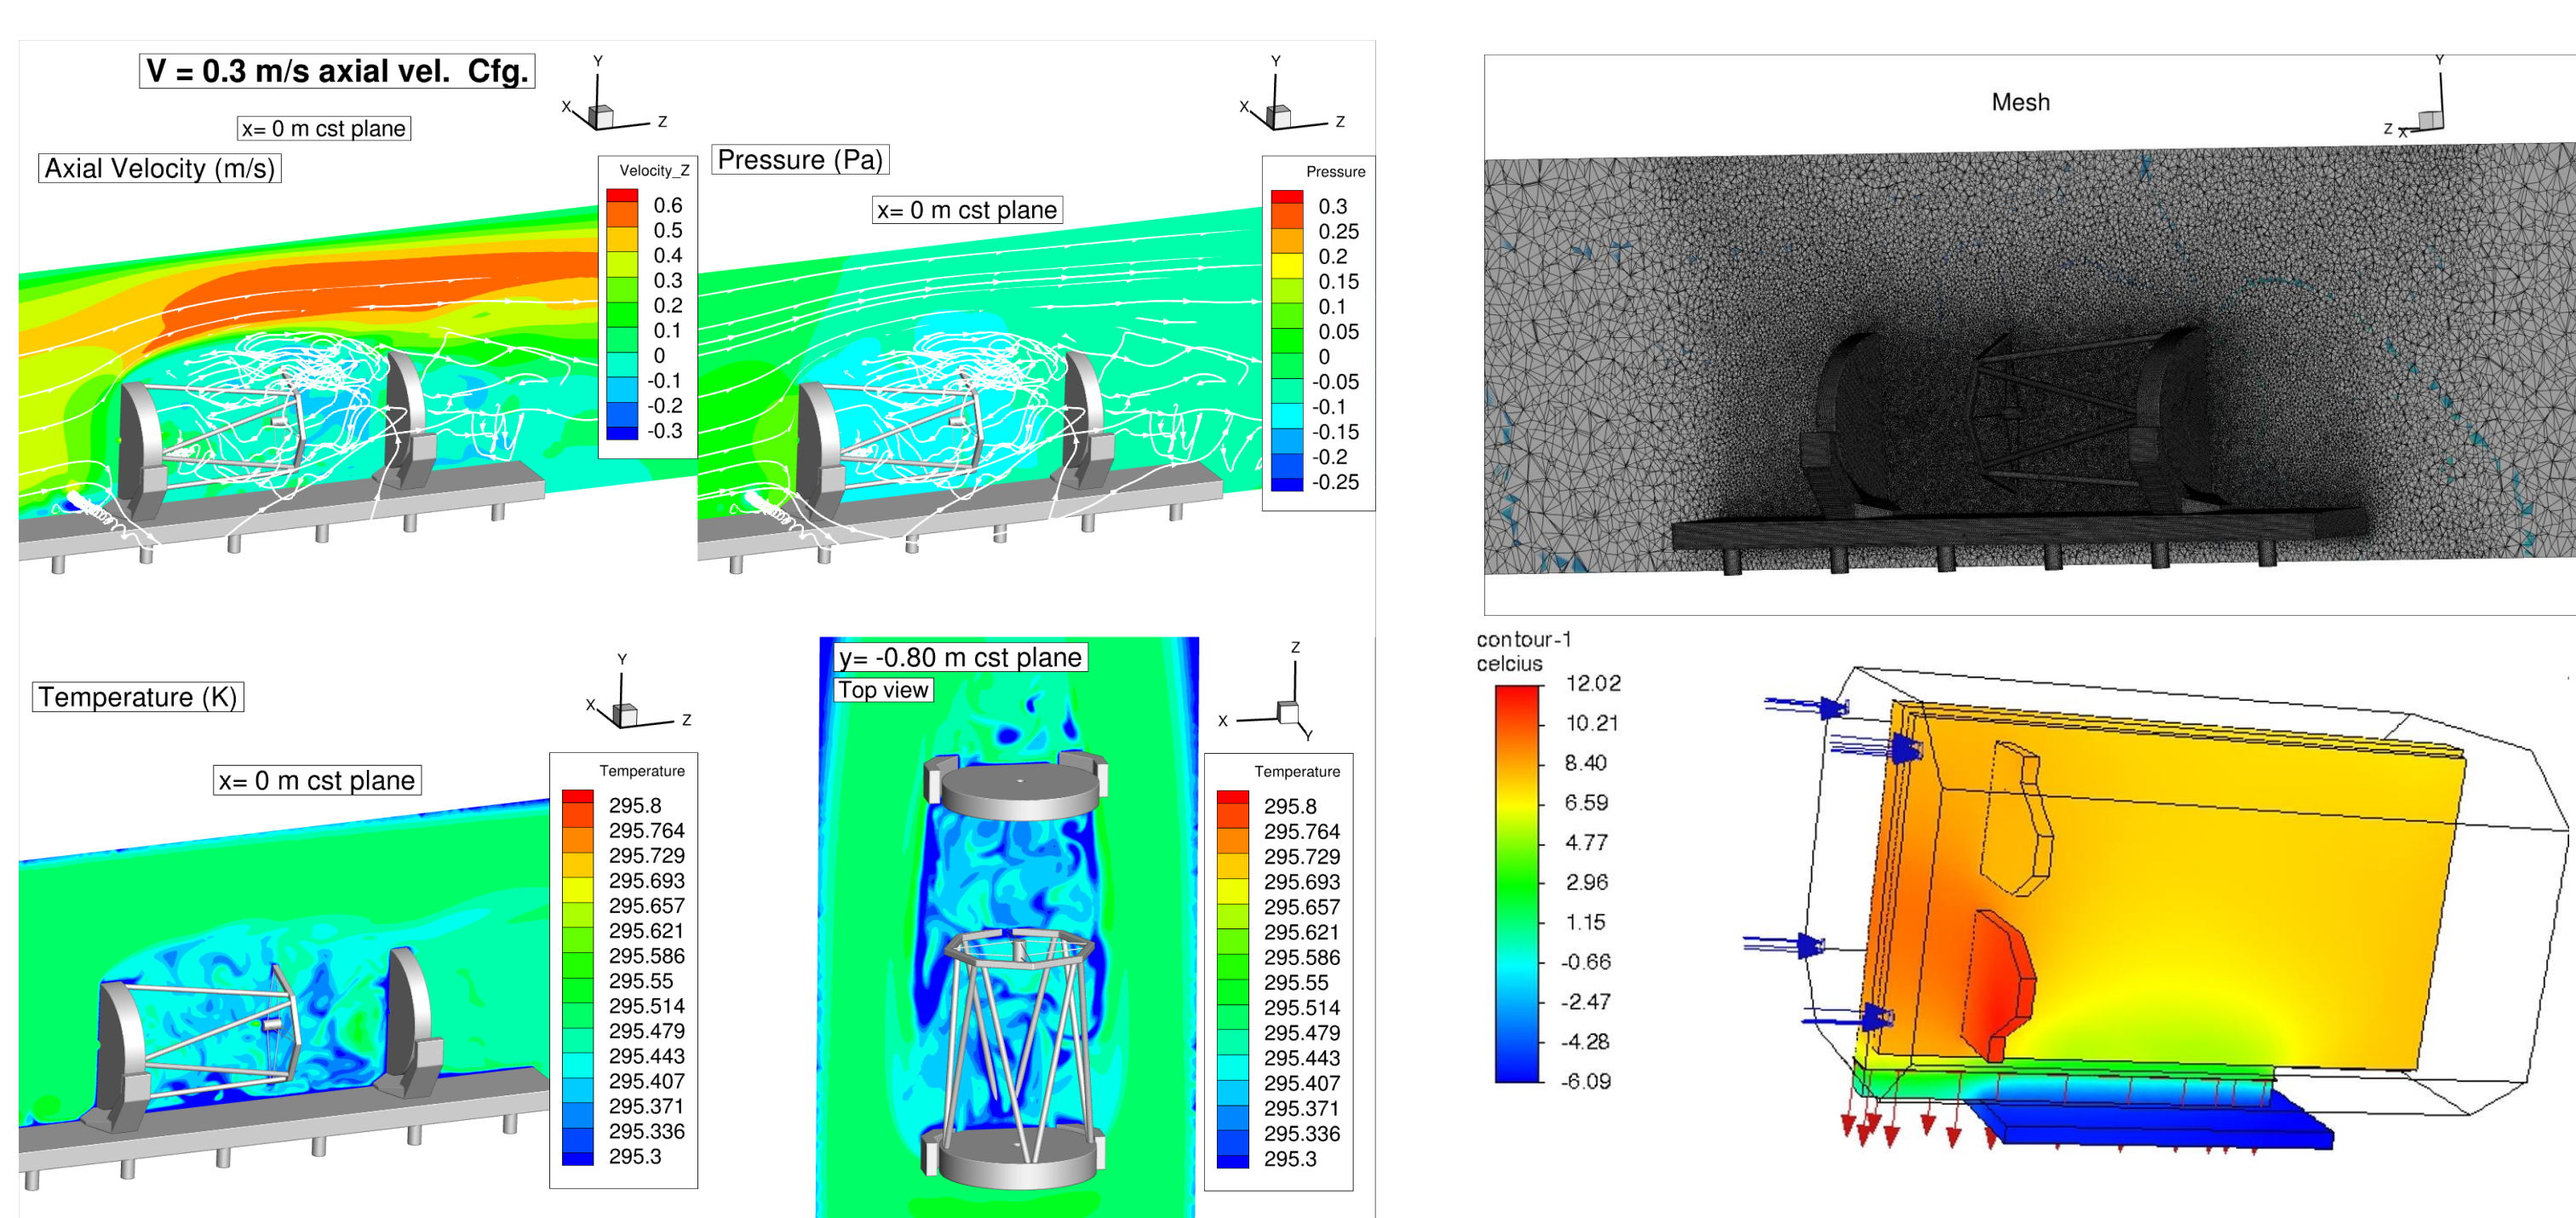 V = 0.3 m/s axial vel. Cfg.
x= 0 m cst plane
Axial Velocity (m/s)
Y
X
Z
Velocity_Z
0.6
0.5
0.4
0.3
0.2
0.1
0
-0.1
-0.2
-0.3
Pressure (Pa)
x= 0 m cst plane
Y
X
Z
Pressure
0.3
0.25
0.2
0.15
0.1
0.05
0
-0.05
-0.1
-0.15
-0.2
-0.25
Mesh
Y
Z
X
Temperature (K)
x= 0 m cst plane
Y
X
Z
Temperature
295.8
295.764
295.729
295.693
295.657
295.621
295.586
295.55
295.514
295.479
295.443
295.407
295.371
295.336
295.3
y= -0.80 m cst plane
Top view
Z
X
Y
Temperature
295.8
295.764
295.729
295.693
295.657
295.621
295.586
295.55
295.514
295.479
295.443
295.407
295.371
295.336
295.3
contour-1
celcius
12.02
10.21
8.40
6.59
4.77
2.96
1.15
-0.66
-2.47
-4.28
-6.09